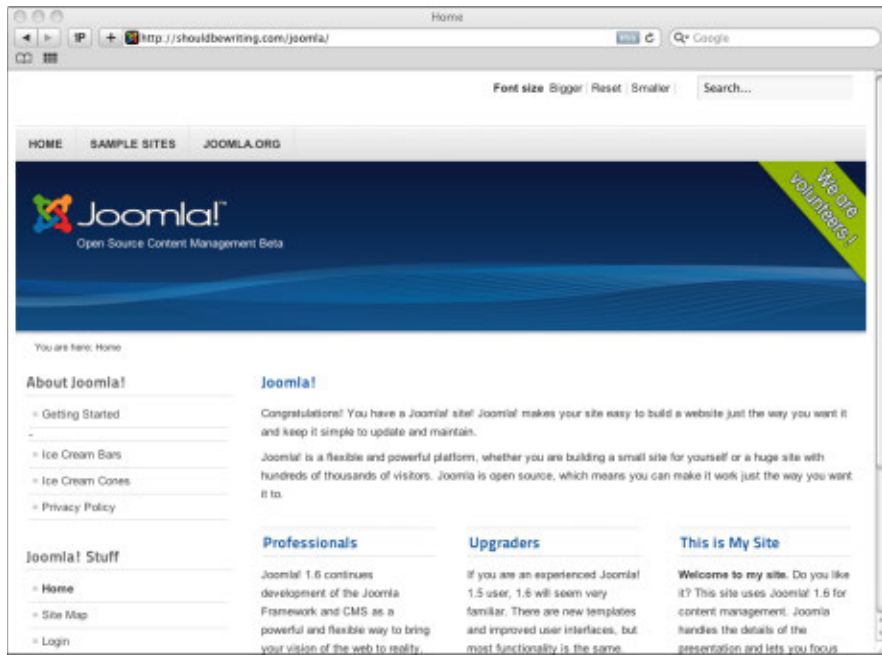 Home
http://shouldbewriting.com/joomla/
Google
Font size Bigger | Reset | Smaller |
Search...
HOME SAMPLE SITES JOOMLA.ORG
Joomla!™
Open Source Content Management Beta
We are
volunteers!
You are here: Home
About Joomla!
Getting Started
-
Ice Cream Bars
Ice Cream Cones
Privacy Policy
Joomla! Stuff
Home
Site Map
Login
Joomla!
Congratulations! You have a Joomla! site! Joomla! makes your site easy to build a website just the way you want it
and keep it simple to update and maintain.
Joomla! is a flexible and powerful platform, whether you are building a small site for yourself or a huge site with
hundreds of thousands of visitors. Joomla is open source, which means you can make it work just the way you want
it to.
Professionals
Joomla! 1.6 continues
development of the Joomla
Framework and CMS as a
powerful and flexible way to bring
your vision of the web to reality.
Upgraders
If you are an experienced Joomla!
1.5 user, 1.6 will seem very
familiar. There are new templates
and improved user interfaces, but
most functionality is the same.
This is My Site
Welcome to my site. Do you like
it? This site uses Joomla! 1.6 for
content management. Joomla
handles the details of the
presentation and lets you focus